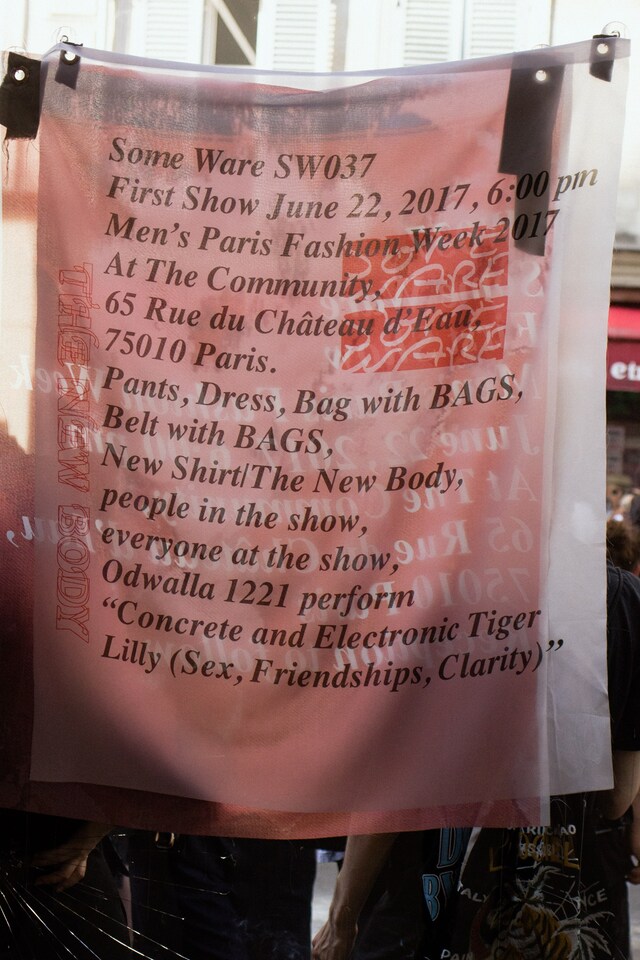 Some Ware SW037
First Show June 22, 2017, 6:00 pm
Men's Paris Fashion Week 2017
At The Community,
65 Rue du Château d'Eau,
75010 Paris.
Pants, Dress, Bag with BAGS,
Belt with BAGS,
New Shirt/The New Body,
people in the show,
everyone at the show,
Odwalla 1221 perform
“Concrete and Electronic Tiger
Lilly (Sex, Friendships, Clarity)”
THE NEW BODY
SOME
WARE